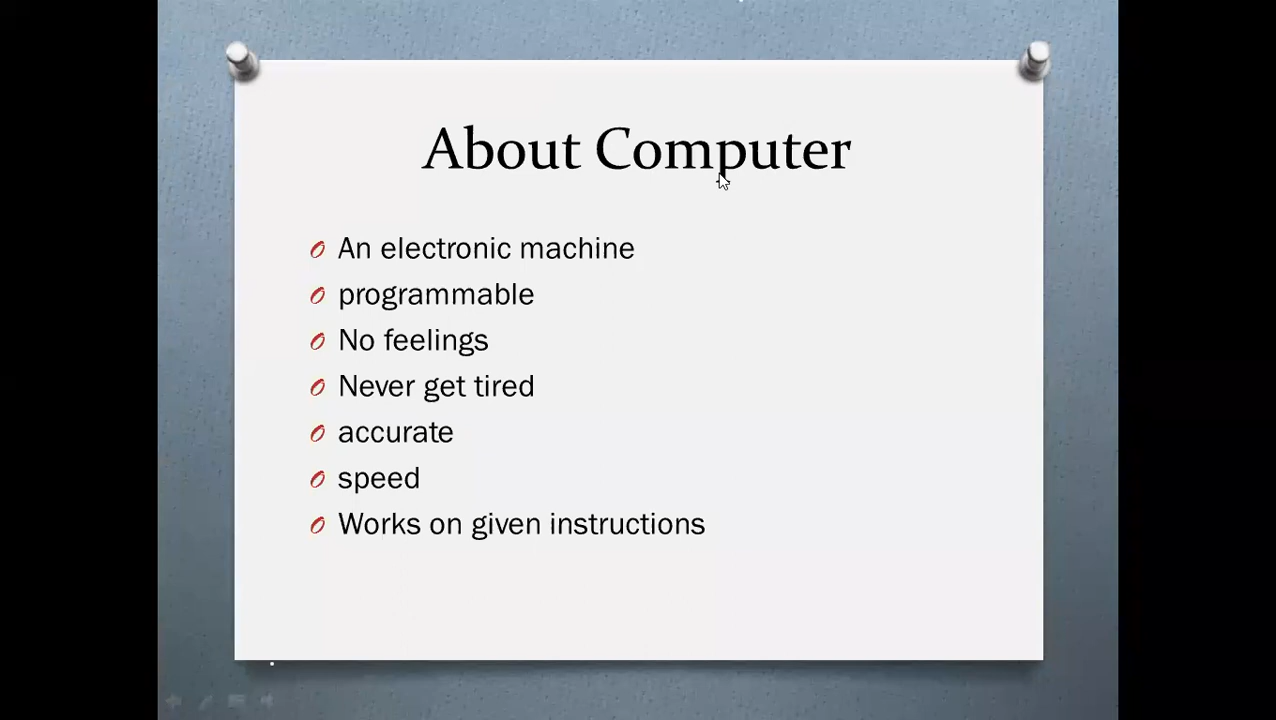 About Computer
An electronic machine
programmable
No feelings
Never get tired
accurate
speed
Works on given instructions